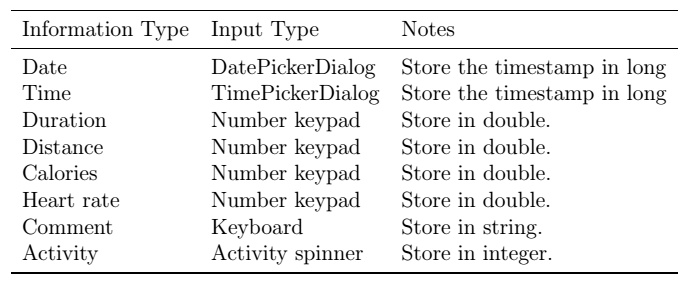 Information Type Input Type Notes
Date DatePickerDialog Store the timestamp in long
Time TimePickerDialog Store the timestamp in long
Duration Number keypad Store in double.
Distance Number keypad Store in double.
Calories Number keypad Store in double.
Heart rate Number keypad Store in double.
Comment Keyboard Store in string.
Activity Activity spinner Store in integer.